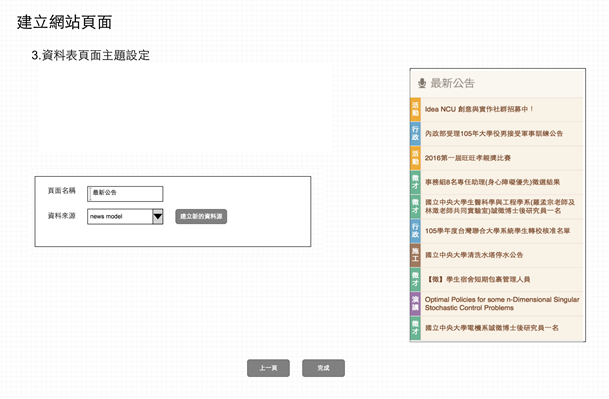 建立網站頁面
3.資料表頁面主題設定
頁面名稱
最新公告
資料來源
news model
建立新的資料源
最新公告
活動
Idea NCU 創意與實作社群招募中！
行政
內政部受理105年大學役男接受軍事訓練公告
活動
2016第一屆旺旺孝親獎比賽
徵才
事務組8名專任助理(身心障礙優先)徵選結果
徵才
國立中央大學生醫科學與工程學系(羅孟宗老師及
林澂老師共同實驗室)誠徵博士後研究員一名
行政
105學年度台灣聯合大學系統學生轉校核准名單
施工
國立中央大學清洗水塔停水公告
徵才
【徵】學生宿舍短期包裹管理人員
演講
Optimal Policies for some n-Dimensional Singular
Stochastic Control Problems
徵才
國立中央大學電機系誠徵博士後研究員一名
上一頁
完成